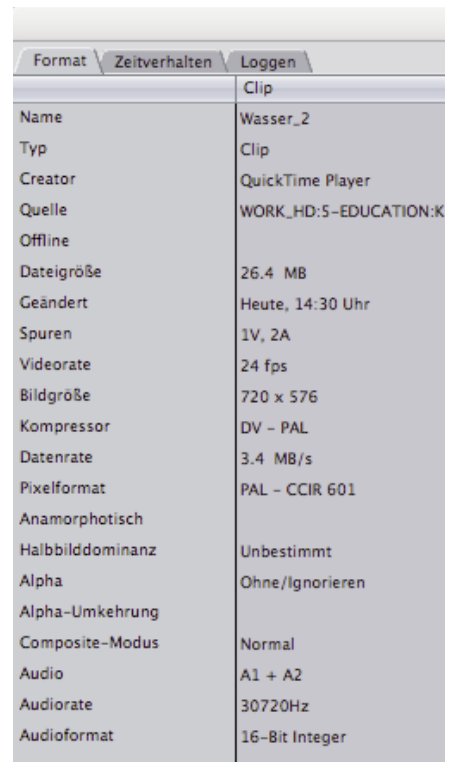 Format Zeitverhalten Loggen
Clip
Name Wasser_2
Typ Clip
Creator QuickTime Player
Quelle WORK_HD:5-EDUCATION:K
Offline
Dateigröße 26.4 MB
Geändert Heute, 14:30 Uhr
Spuren 1V, 2A
Videorate 24 fps
Bildgröße 720 x 576
Kompressor DV - PAL
Datenrate 3.4 MB/s
Pixelformat PAL - CCIR 601
Anamorphotisch
Halbbilddominanz Unbestimmt
Alpha Ohne/Ignorieren
Alpha-Umkehrung
Composite-Modus Normal
Audio A1 + A2
Audiorate 30720Hz
Audioformat 16-Bit Integer